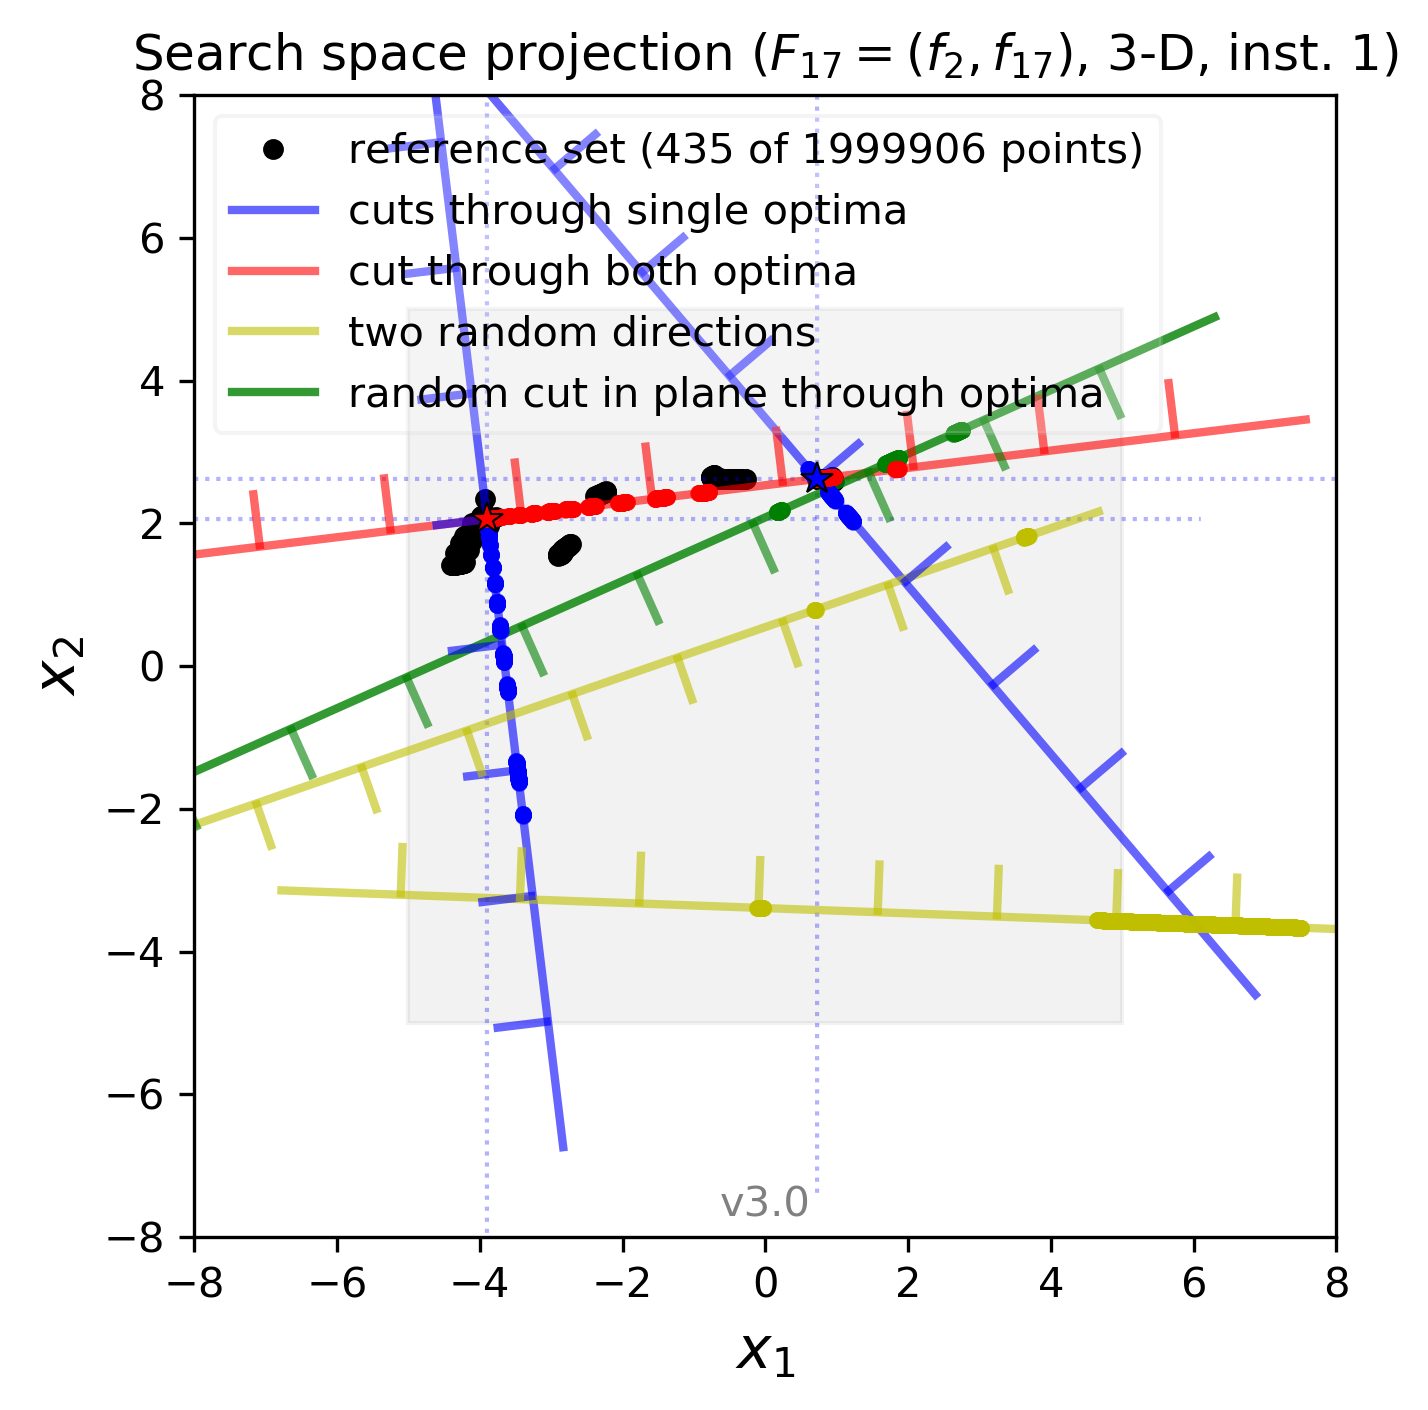 Search space projection (F₁₇ = (f₂, f₁₇), 3-D, inst. 1)
8
6
4
2
0
−2
−4
−6
−8
x₂
reference set (435 of 1999906 points)
cuts through single optima
cut through both optima
two random directions
random cut in plane through optima
v3.0
−8 −6 −4 −2 0 2 4 6 8
x₁